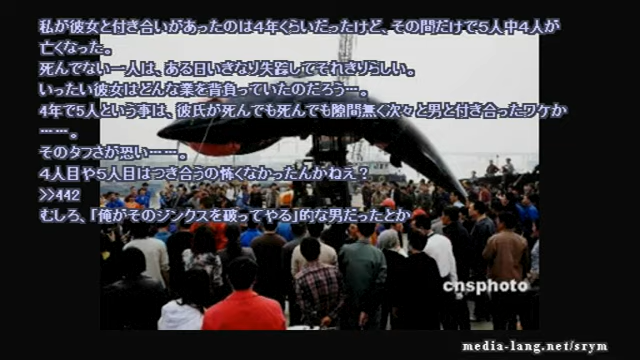 私が彼女と付き合いがあったのは４年くらいだったけど、その間だけで５人中４人が
亡くなった。
死んでない一人は、ある日いきなり失踪してそれきりらしい。
いったい彼女はどんな業を背負っていたのだろう…。
4年で5人という事は、彼氏が死んでも死んでも隙間無く次々と男と付き合ったワケか
……。
そのタフさが恐い……。
４人目や５人目はつき合うの怖くなかったんかねえ？
>>442
むしろ、「俺がそのジンクスを破ってやる」的な男だったとか
cnsphoto
media-lang.net/srym